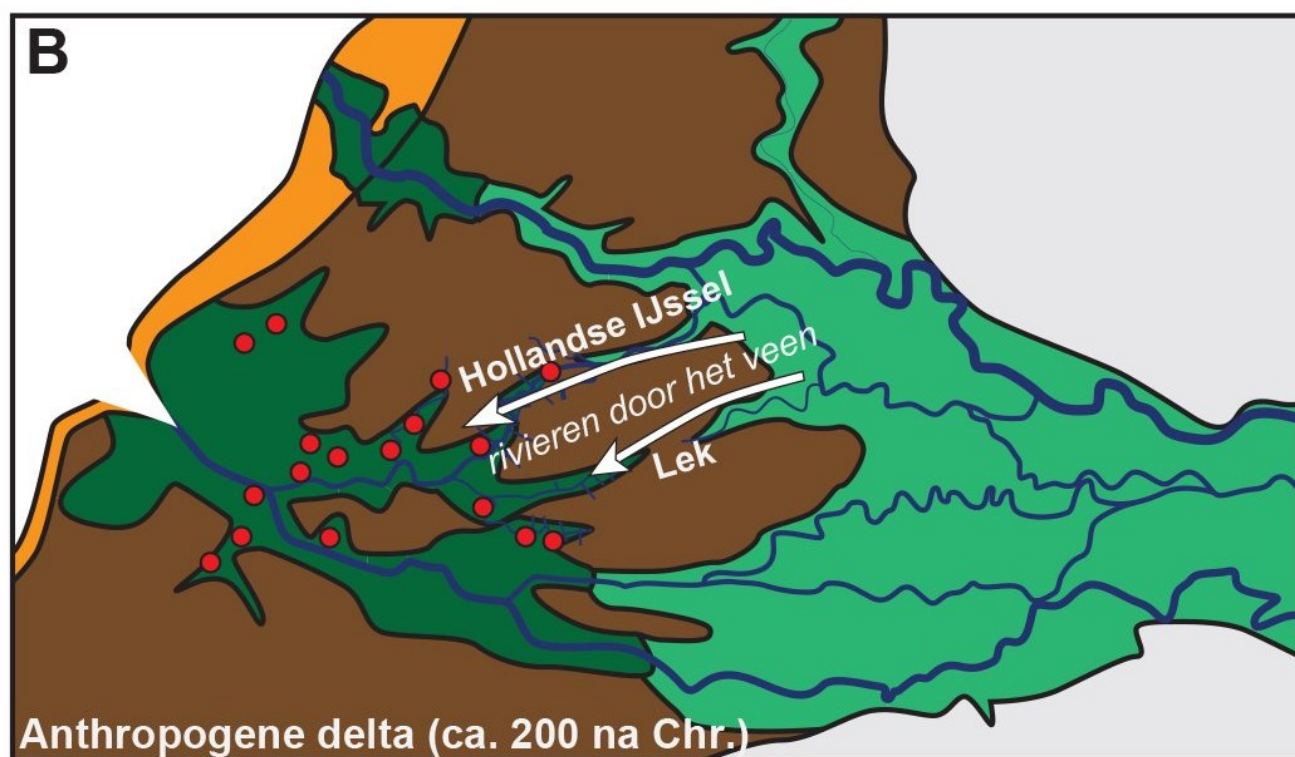 B
Hollandse IJssel
rivieren door het veen
Lek
Anthropogene delta (ca. 200 na Chr.)